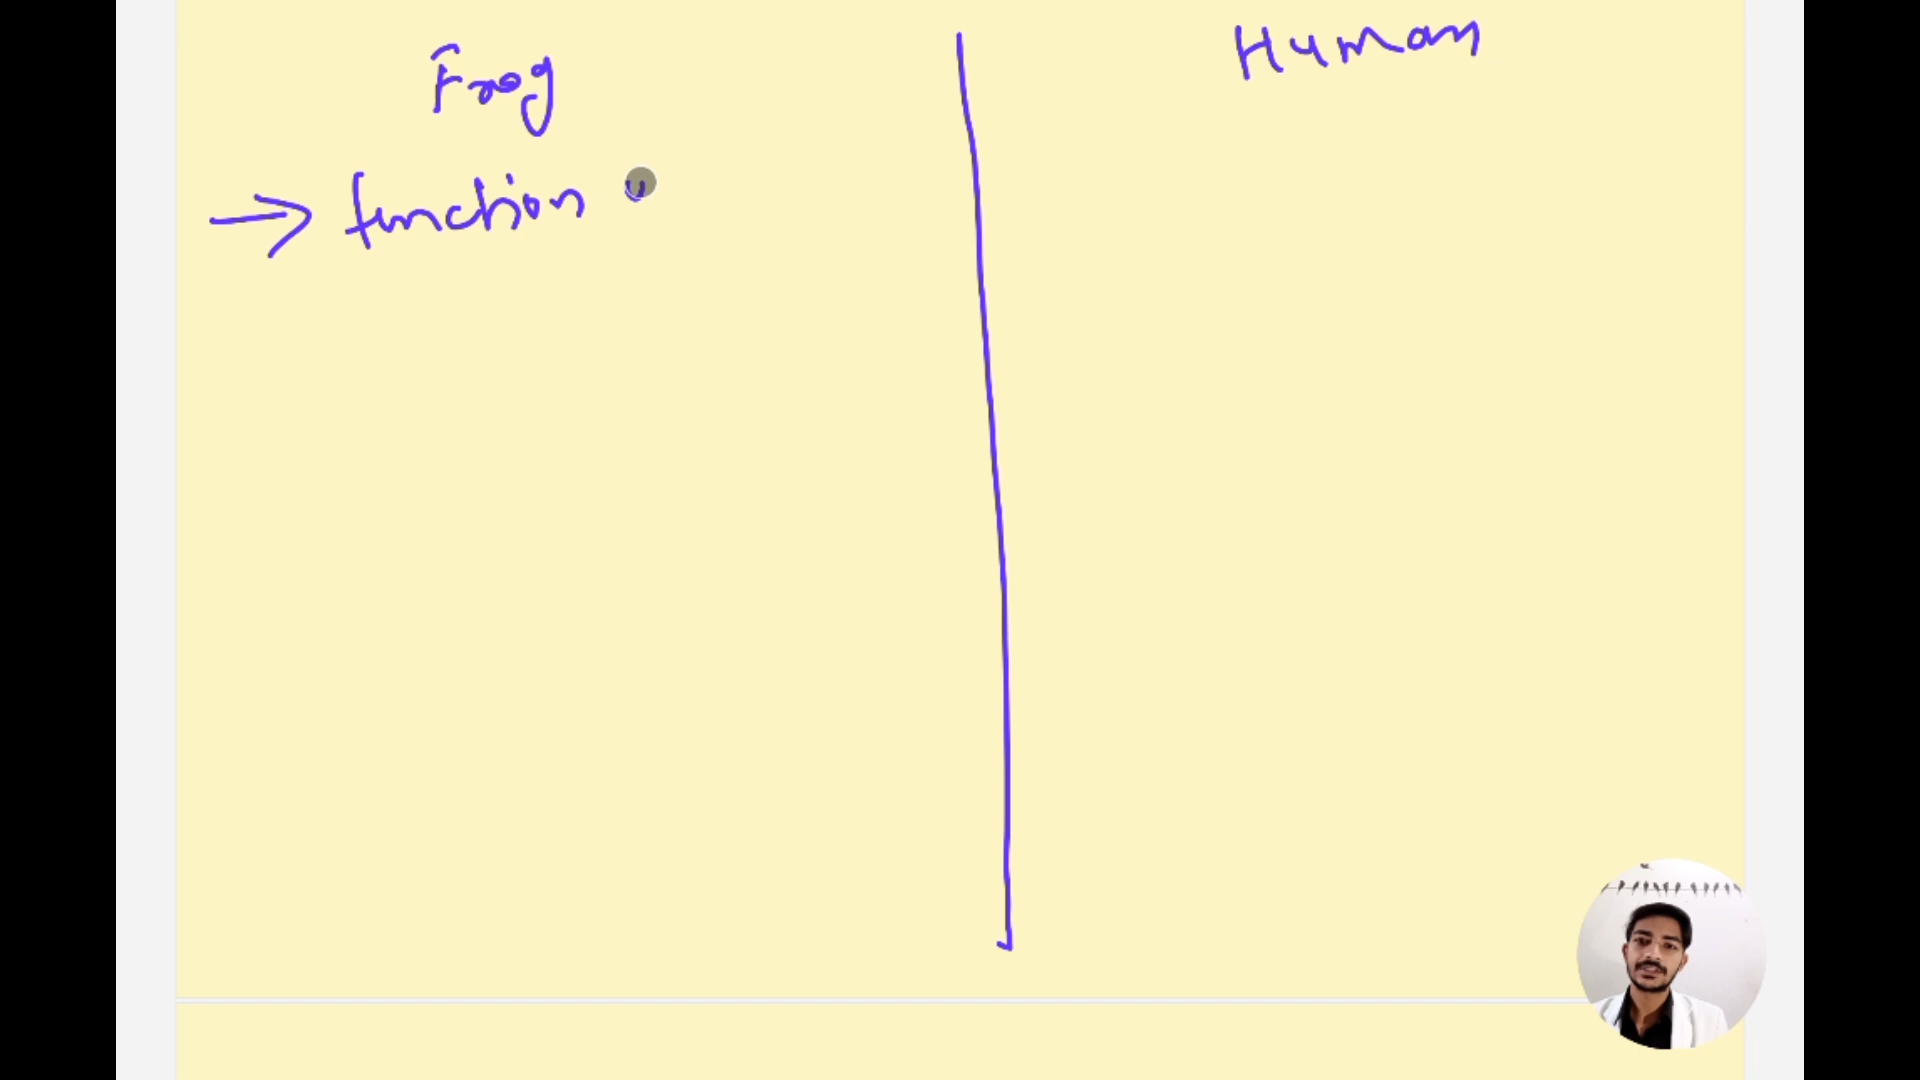 Frog
Human
→ function